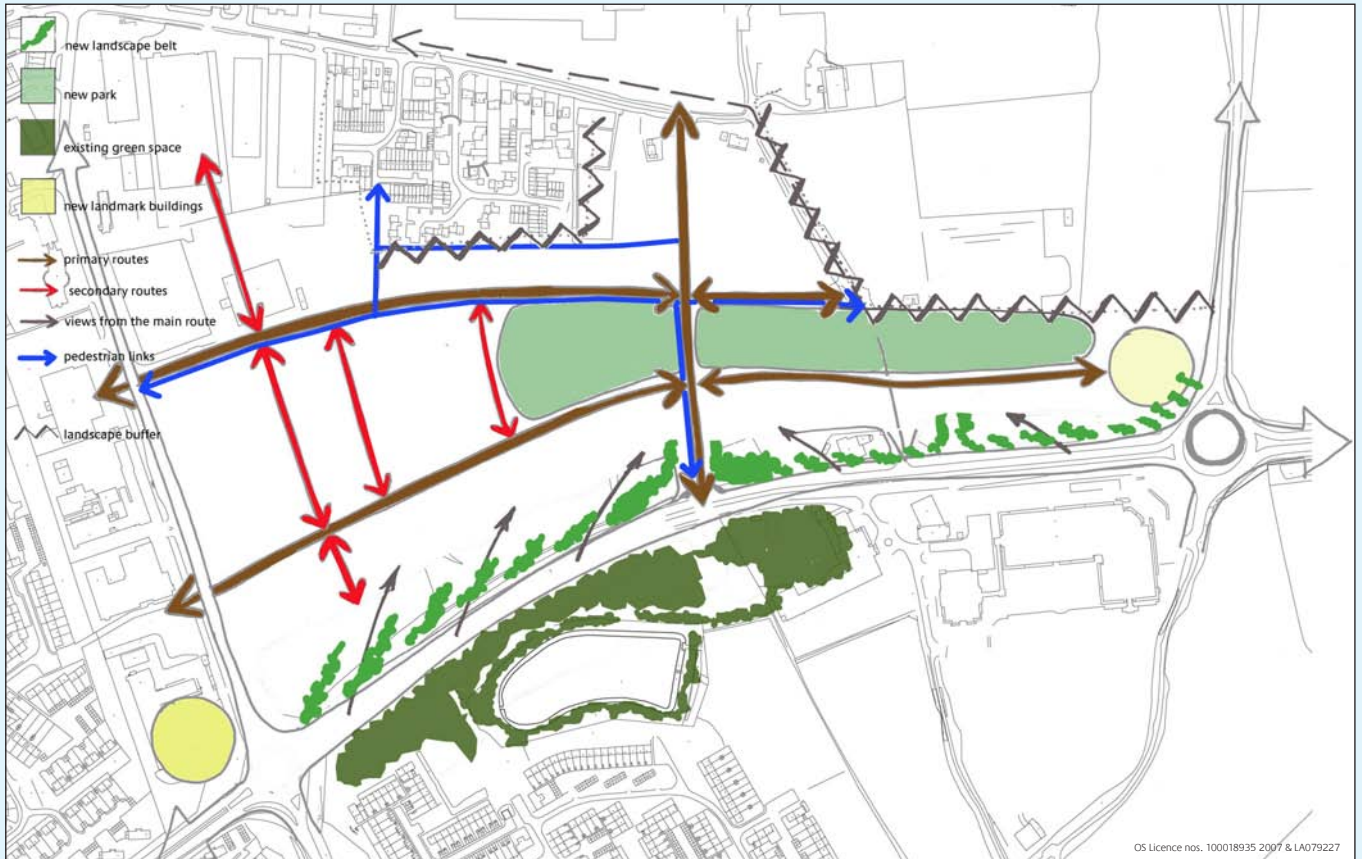 new landscape belt
new park
existing green space
new landmark buildings
primary routes
secondary routes
views from the main route
pedestrian links
landscape buffer
OS Licence nos. 100018935 2007 & LA079227